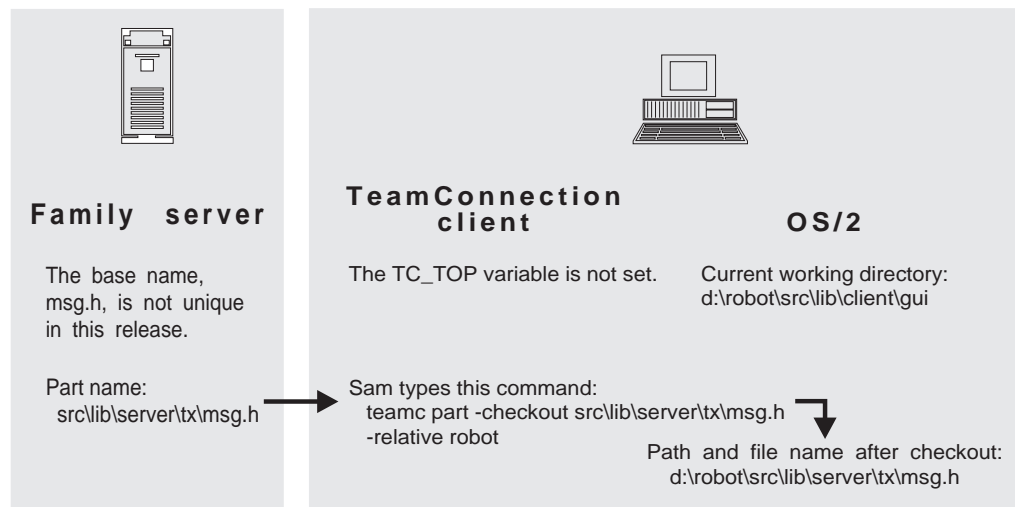 Family server
The base name,
msg.h, is not unique
in this release.
Part name:
src\lib\server\tx\msg.h
TeamConnection
client
The TC_TOP variable is not set.
Sam types this command:
teamc part -checkout src\lib\server\tx\msg.h
-relative robot
OS/2
Current working directory:
d:\robot\src\lib\client\gui
Path and file name after checkout:
d:\robot\src\lib\server\tx\msg.h